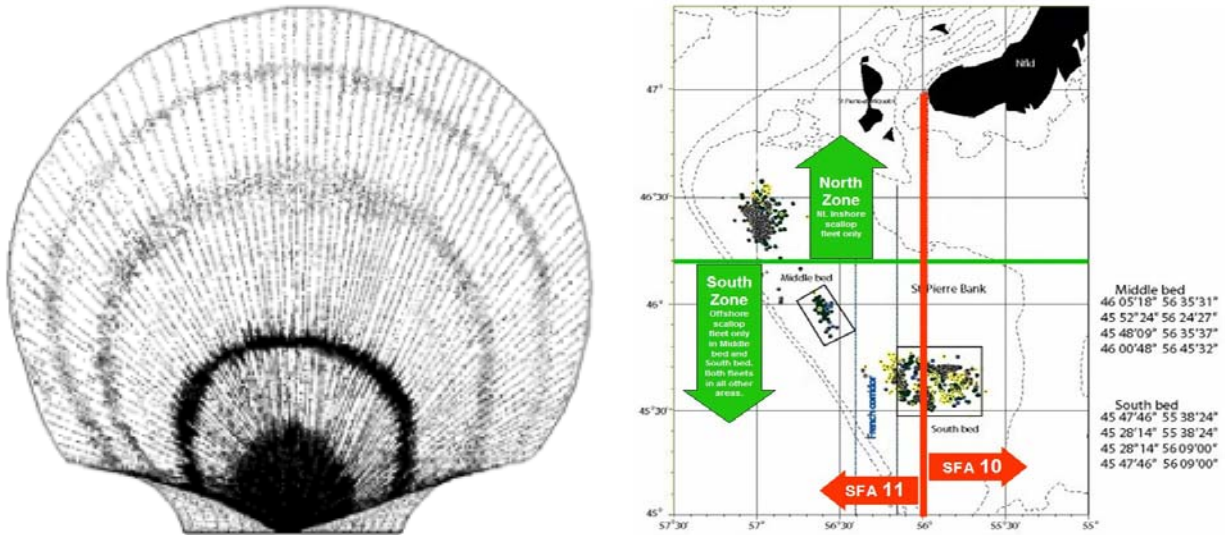 Nfld
47°
North
Zone
inshore
scallop
fleet only
46°30'
South
Zone
Offshore
scallop
fleet only
in Middle
bed and
South bed.
Both fleets
in all other
areas.
Middle bed
St Pierre Bank
46°
French corridor
45°30'
South bed
SFA 10
SFA 11
45°
57°30'
57°
56°30'
56°
55°30'
55°
Middle bed
46 05'18" 56 35'31"
45 52'24" 56 24'27"
45 48'09" 56 35'37"
46 00'48" 56 45'32"
South bed
45 47'46" 55 38'24"
45 28'14" 55 38'24"
45 28"14" 56 09'00"
45 47'46" 56 09'00"